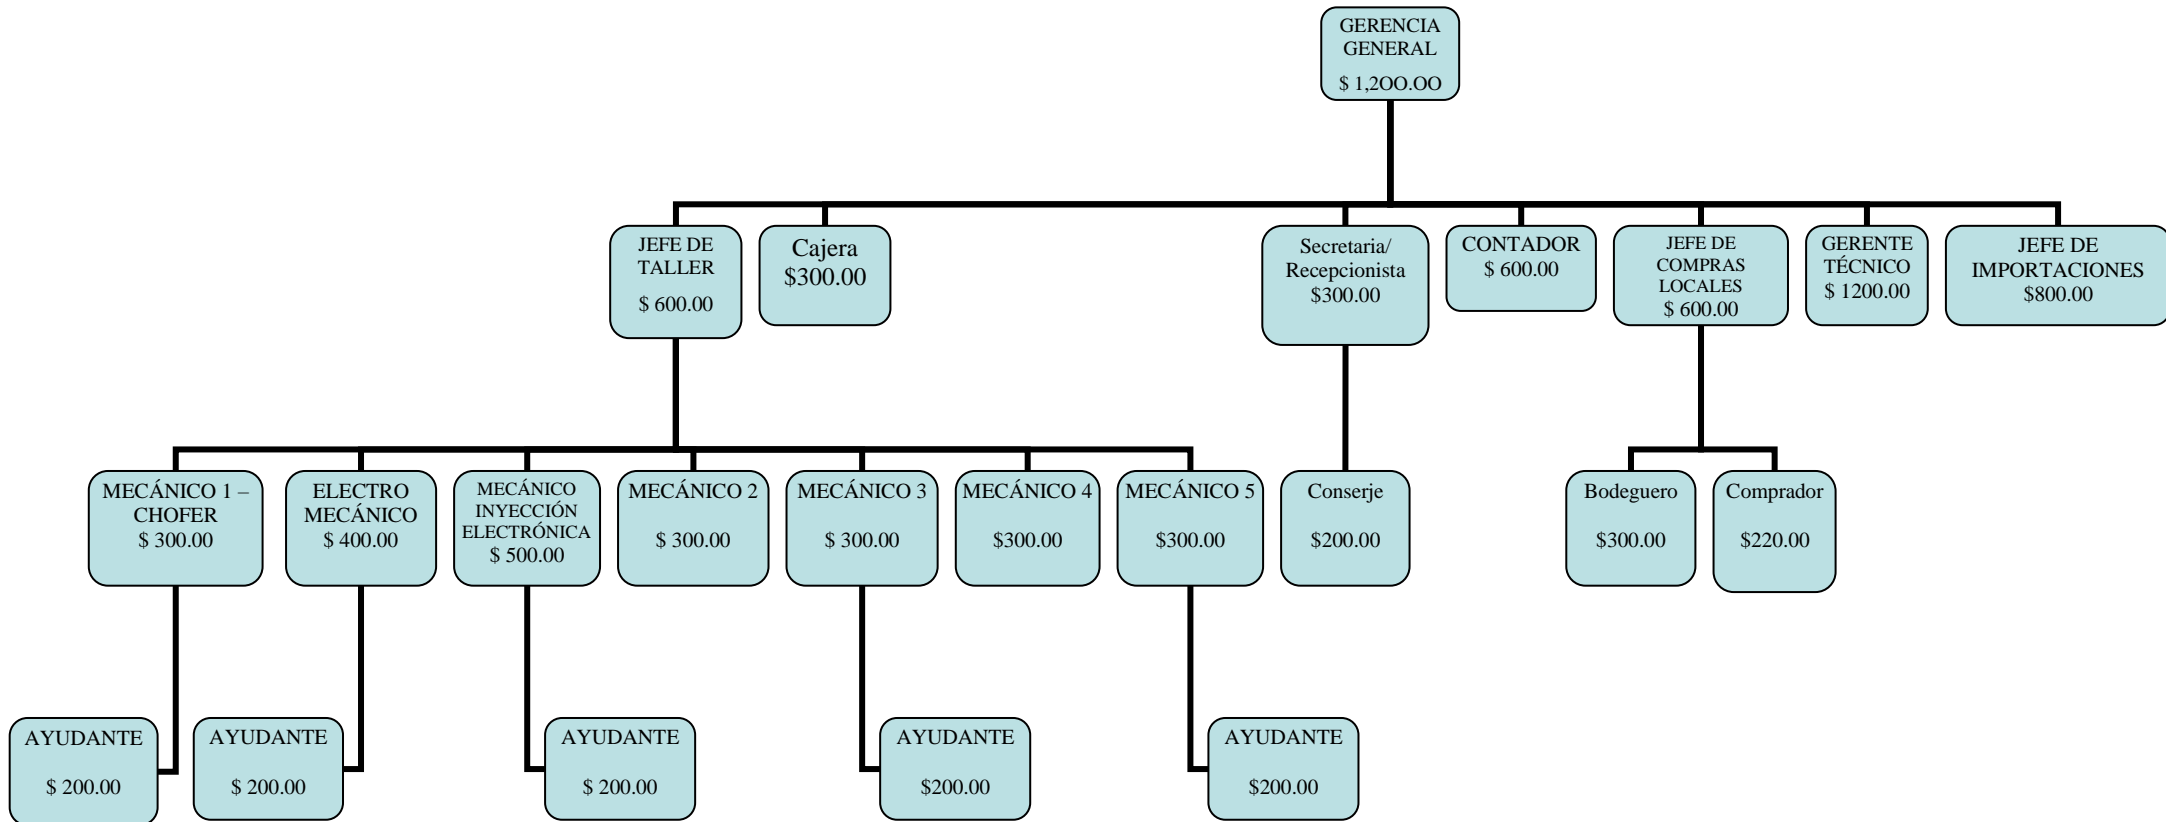 GERENCIA
GENERAL
$ 1,2OO.OO
JEFE DE
TALLER
$ 600.00
Cajera
$300.00
Secretaria/
Recepcionista
$300.00
CONTADOR
$ 600.00
JEFE DE
COMPRAS
LOCALES
$ 600.00
GERENTE
TÉCNICO
$ 1200.00
JEFE DE
IMPORTACIONES
$800.00
MECÁNICO 1 –
CHOFER
$ 300.00
ELECTRO
MECÁNICO
$ 400.00
MECÁNICO
INYECCIÓN
ELECTRÓNICA
$ 500.00
MECÁNICO 2
$ 300.00
MECÁNICO 3
$ 300.00
MECÁNICO 4
$300.00
MECÁNICO 5
$300.00
Conserje
$200.00
Bodeguero
$300.00
Comprador
$220.00
AYUDANTE
$ 200.00
AYUDANTE
$ 200.00
AYUDANTE
$ 200.00
AYUDANTE
$200.00
AYUDANTE
$200.00